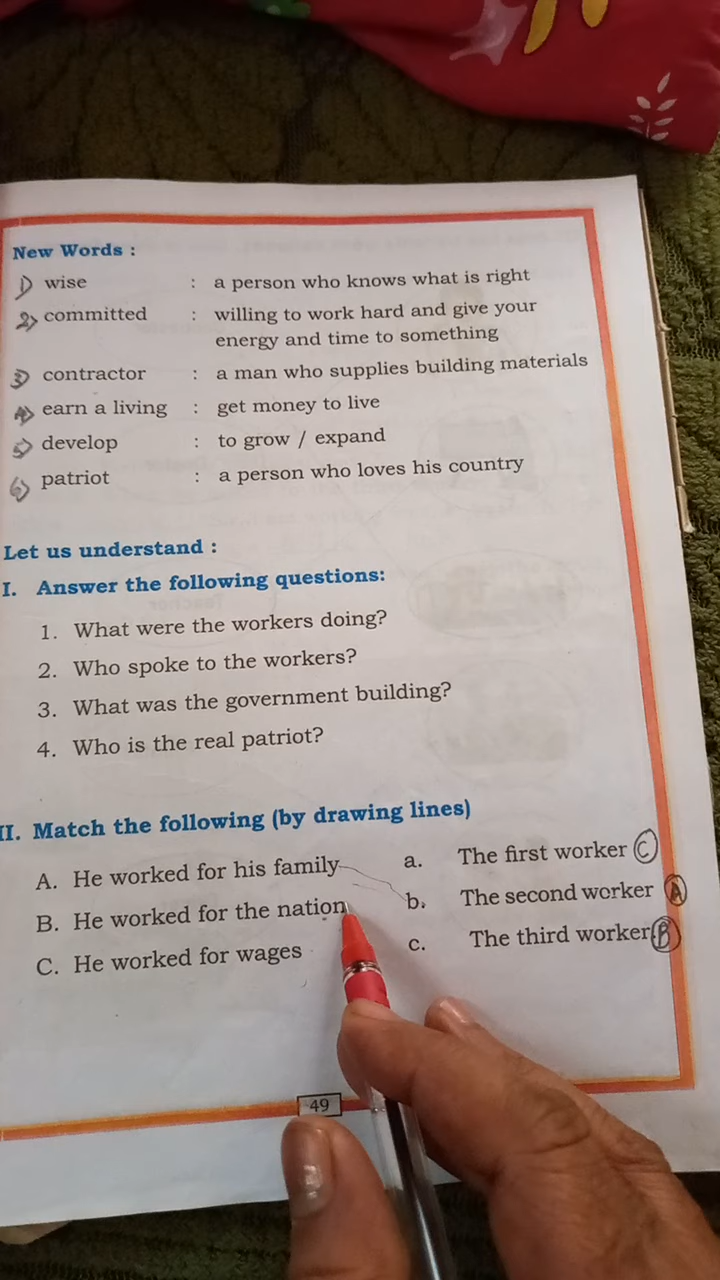 New Words :
1) wise : a person who knows what is right
2) committed : willing to work hard and give your
energy and time to something
3) contractor : a man who supplies building materials
4) earn a living : get money to live
5) develop : to grow / expand
6) patriot : a person who loves his country
Let us understand :
I. Answer the following questions:
1. What were the workers doing?
2. Who spoke to the workers?
3. What was the government building?
4. Who is the real patriot?
II. Match the following (by drawing lines)
A. He worked for his family a. The first worker C
B. He worked for the nation b. The second worker A
C. He worked for wages c. The third worker B
49